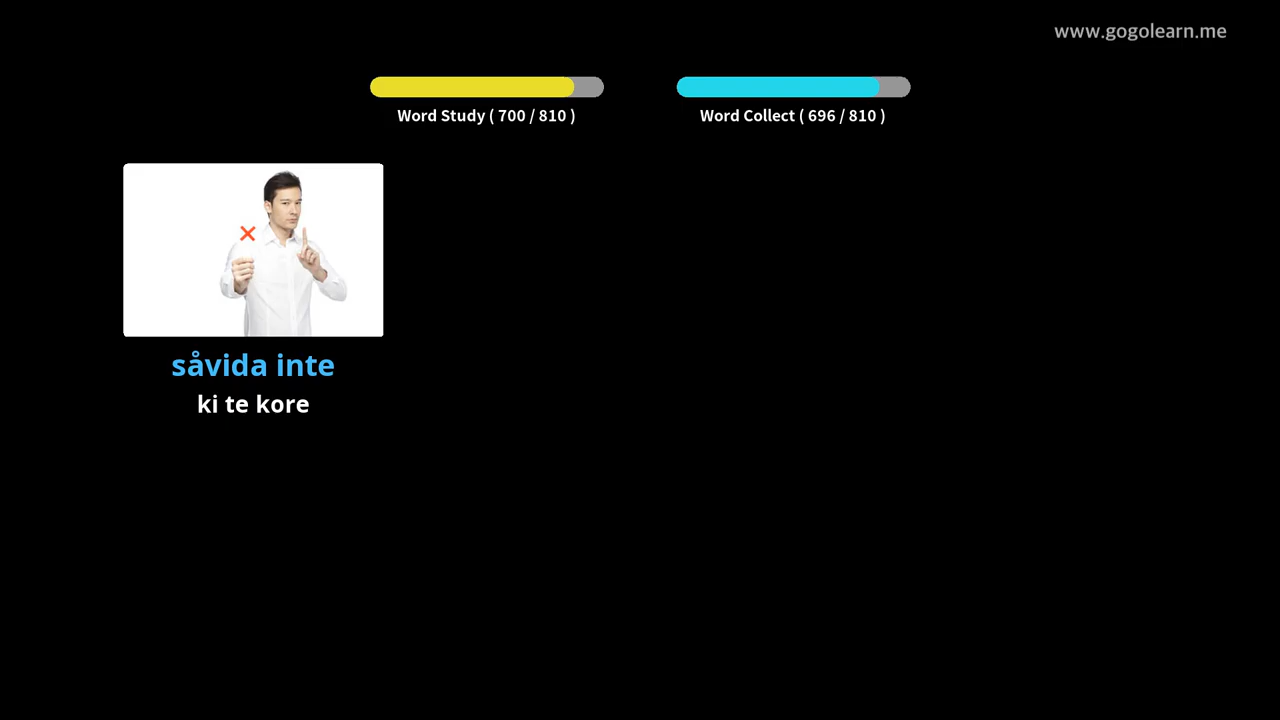 www.gogolearn.me
Word Study ( 700 / 810 )
Word Collect ( 696 / 810 )
såvida inte
ki te kore